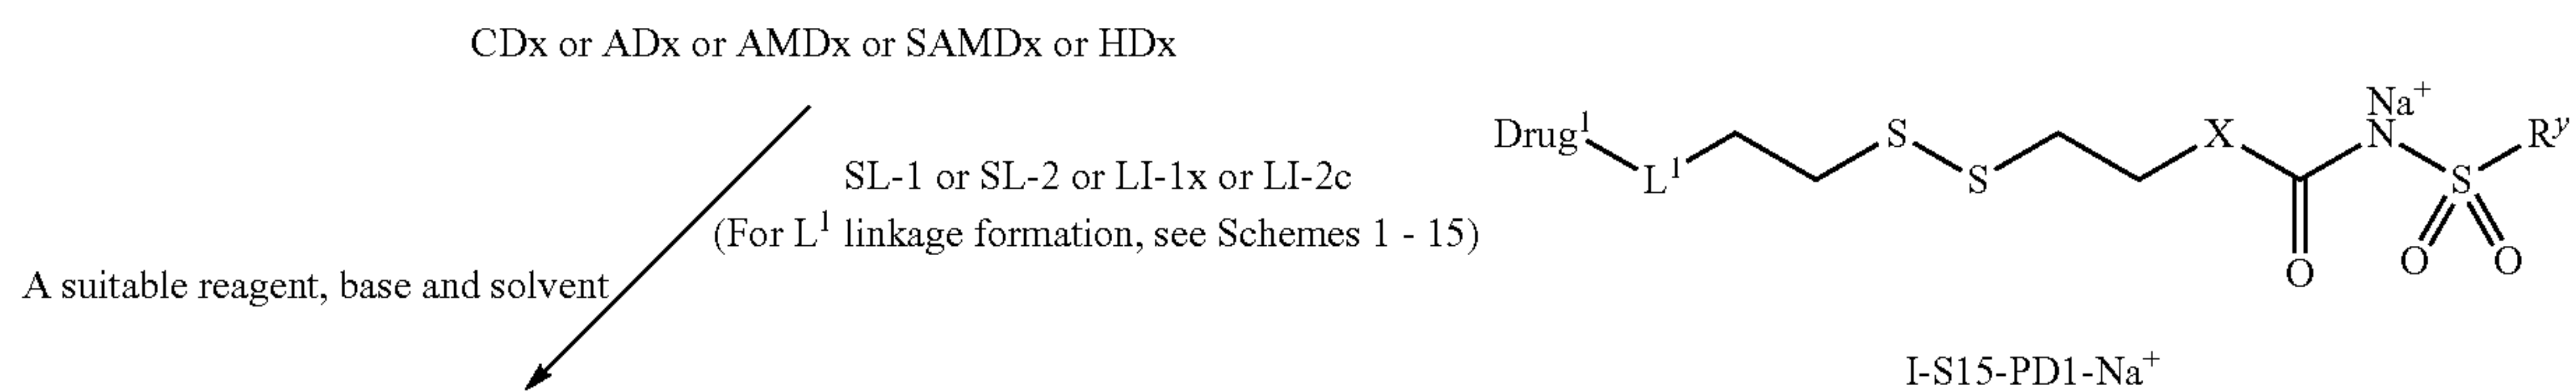 CDx or ADx or AMDx or SAMDx or HDx
SL-1 or SL-2 or LI-1x or LI-2c
(For L¹ linkage formation, see Schemes 1 - 15)
A suitable reagent, base and solvent
Drug¹
L¹
S
S
X
O
Na⁺
N
S
O
O
Rʸ
I-S15-PD1-Na⁺